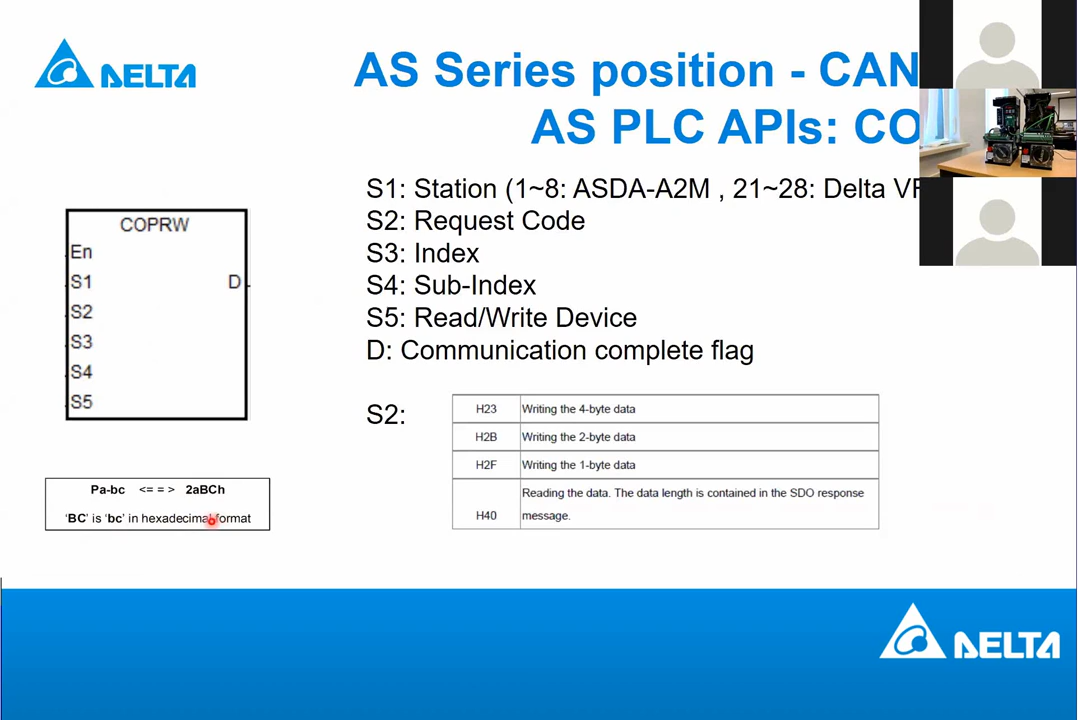 DELTA
AS Series position - CAN
AS PLC APIs: CO
S1: Station (1~8: ASDA-A2M , 21~28: Delta
S2: Request Code
S3: Index
S4: Sub-Index
S5: Read/Write Device
D: Communication complete flag
COPRW
En
S1 D
S2
S3
S4
S5
S2:
H23 Writing the 4-byte data
H2B Writing the 2-byte data
H2F Writing the 1-byte data
Reading the data. The data length is contained in the SDO response
H40 message.
Pa-bc <= = > 2aBCh
‘BC’ is ‘bc’ in hexadecimal format
DELTA